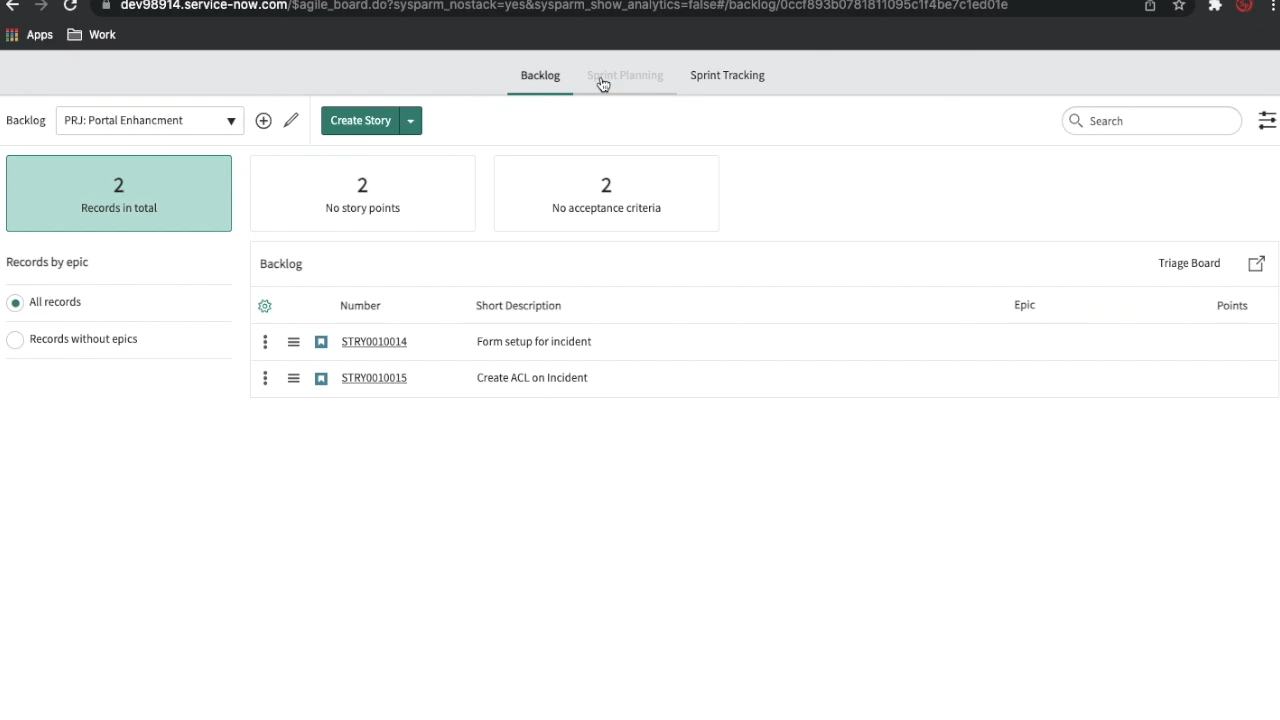 dev98914.service-now.com/$agile_board.do?sysparm_nostack=yes&sysparm_show_analytics=false#/backlog/0ccf893b0781811095c1f4be7c1ed01e
Apps Work
Backlog Sprint Planning Sprint Tracking
Backlog PRJ: Portal Enhancement Create Story Search
2 2 2
Records in total No story points No acceptance criteria
Records by epic
Backlog Triage Board
All records
Number Short Description Epic Points
Records without epics
STRY0010014 Form setup for incident
STRY0010015 Create ACL on Incident